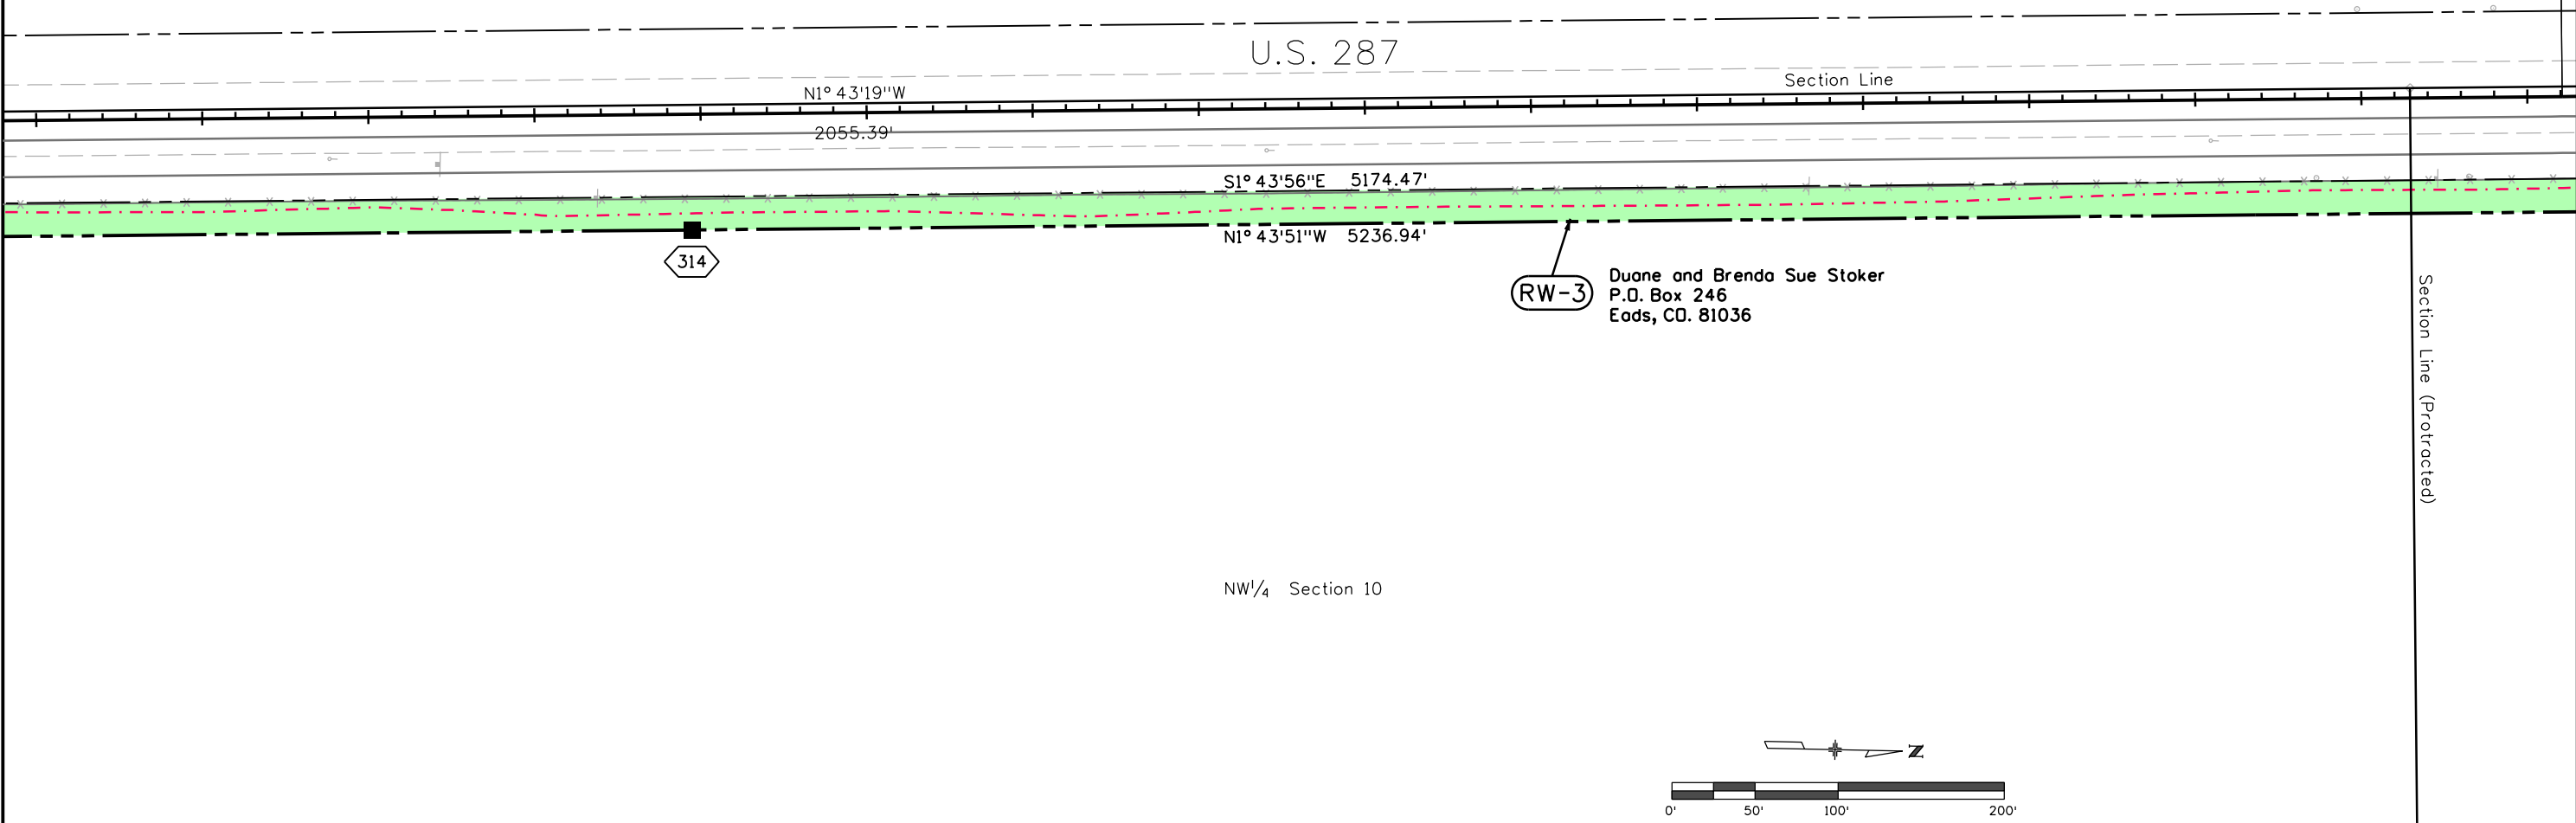 U.S. 287
Section Line
N1° 43'19"W
2055.39'
S1° 43'56"E 5174.47'
N1° 43'51"W 5236.94'
314
RW-3
Duane and Brenda Sue Stoker
P.O. Box 246
Eads, CO. 81036
Section Line (Protracted)
NW1/4 Section 10
N
0' 50' 100' 200'